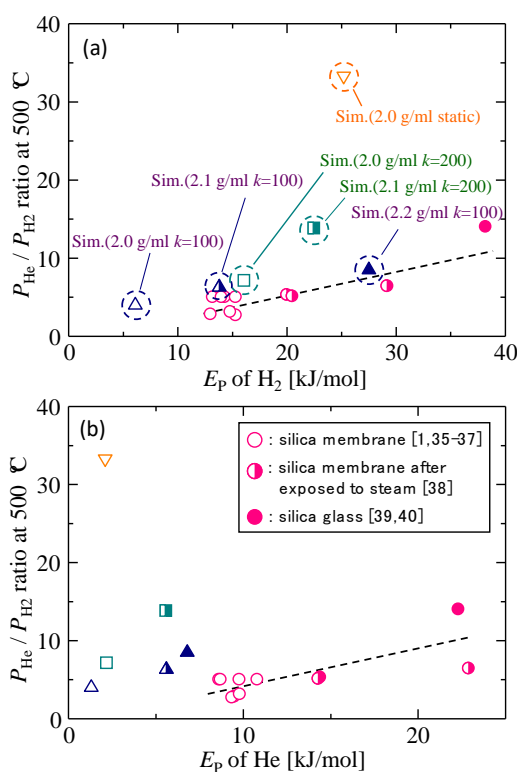 (a)
40
30
20
10
0
P_He / P_H2 ratio at 500 ℃
Sim.(2.0 g/ml static)
Sim.(2.0 g/ml k=200)
Sim.(2.1 g/ml k=100)
Sim.(2.1 g/ml k=200)
Sim.(2.2 g/ml k=100)
Sim.(2.0 g/ml k=100)
0 10 20 30 40
E_P of H_2 [kJ/mol]
(b)
40
30
20
10
0
P_He / P_H2 ratio at 500 ℃
: silica membrane [1,35-37]
: silica membrane after
exposed to steam [38]
: silica glass [39,40]
0 10 20
E_P of He [kJ/mol]